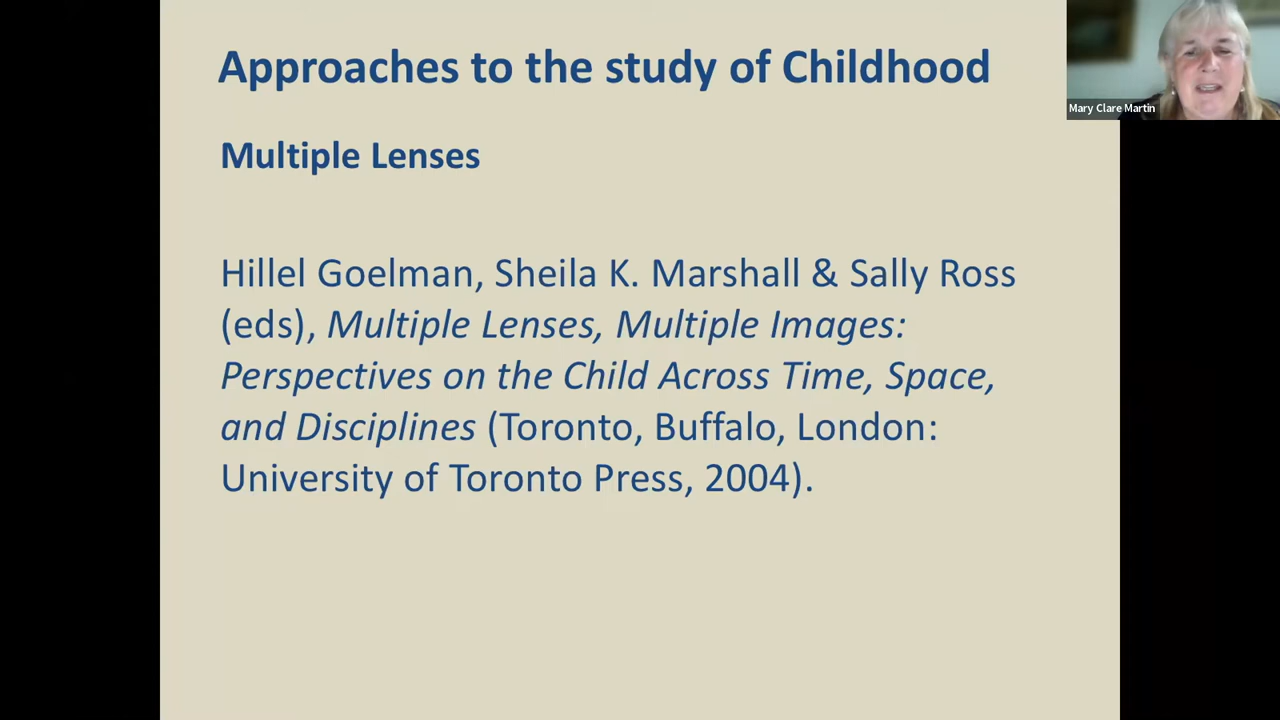 Approaches to the study of Childhood
Mary Clare Martin
Multiple Lenses
Hillel Goelman, Sheila K. Marshall & Sally Ross
(eds), Multiple Lenses, Multiple Images:
Perspectives on the Child Across Time, Space,
and Disciplines (Toronto, Buffalo, London:
University of Toronto Press, 2004).